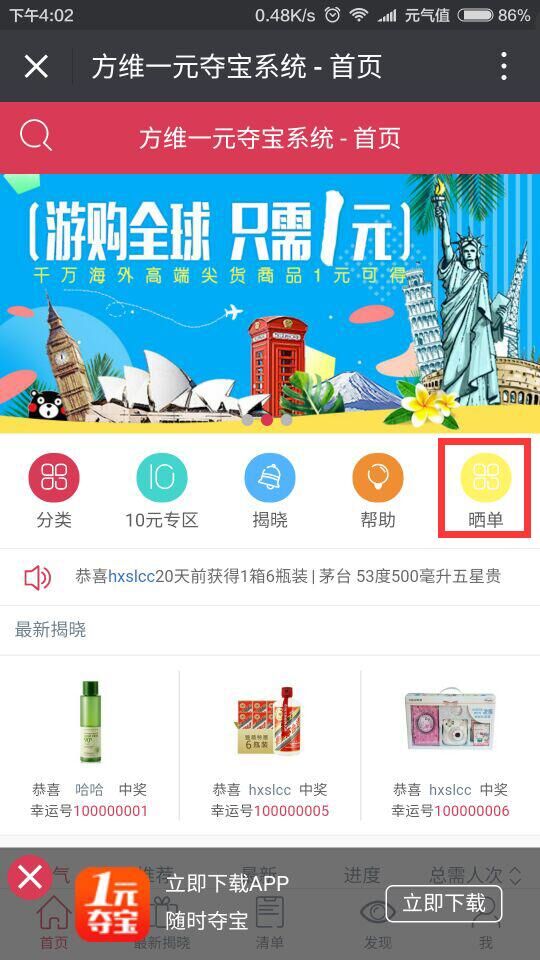 下午4:02
0.48K/s
元气值
86%
方维一元夺宝系统 - 首页
方维一元夺宝系统 - 首页
(游购全球 只需1元)
千万海外高端尖货商品1元可得
分类
10元专区
揭晓
帮助
晒单
恭喜hxslcc20天前获得1箱6瓶装 | 茅台 53度500毫升五星贵
最新揭晓
6瓶装
恭喜 哈哈 中奖
幸运号100000001
恭喜 hxslcc 中奖
幸运号100000005
恭喜 hxslcc 中奖
幸运号100000006
气
推荐
最新
进度
总需人次
1元夺宝
立即下载APP
随时夺宝
立即下载
首页
最新揭晓
清单
发现
我